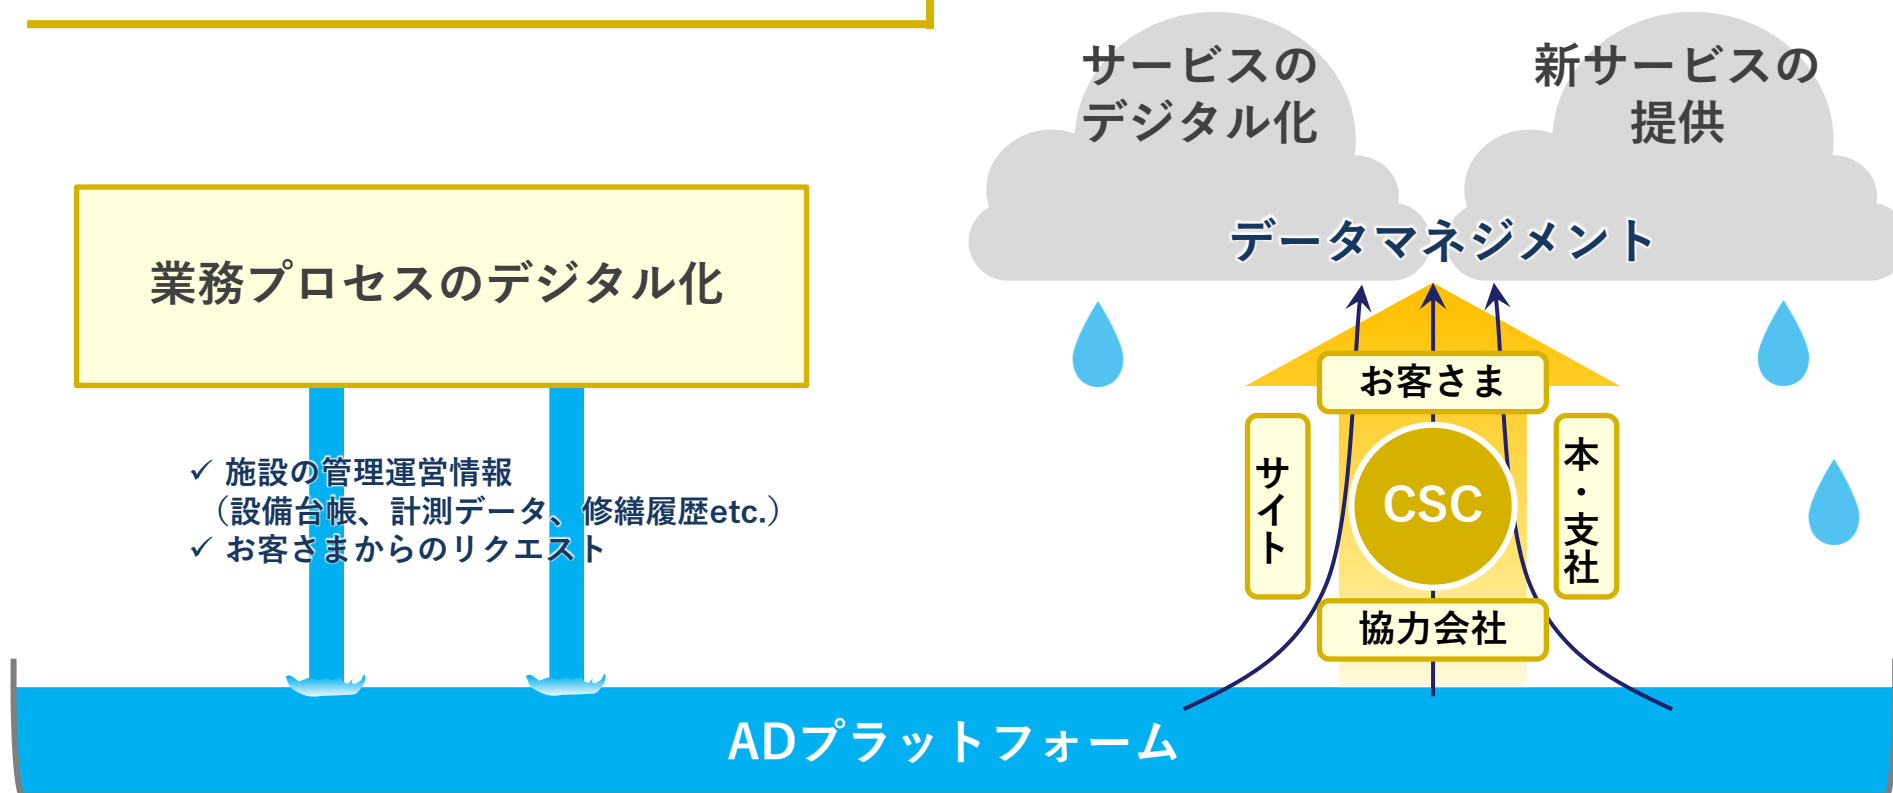 サービスの
デジタル化
新サービスの
提供
データマネジメント
業務プロセスのデジタル化
✓ 施設の管理運営情報
（設備台帳、計測データ、修繕履歴etc.）
✓ お客さまからのリクエスト
お客さま
サイト
CSC
本・支社
協力会社
ADプラットフォーム